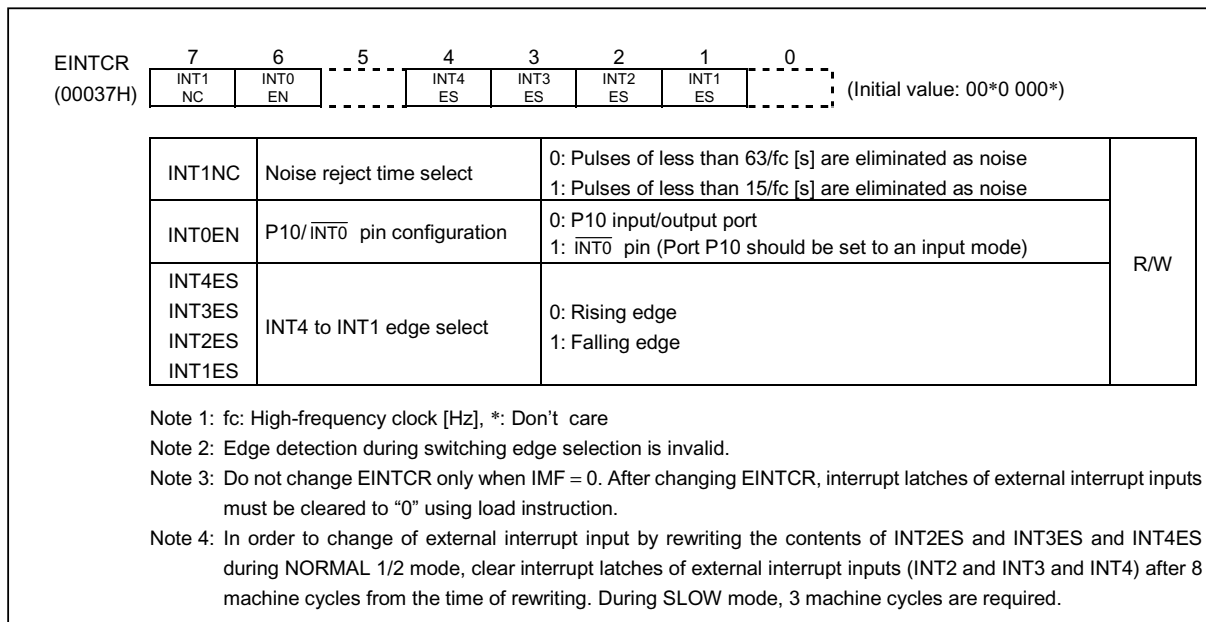 EINTCR
(00037H)
7 6 5 4 3 2 1 0
INT1 NC INT0 EN INT4 ES INT3 ES INT2 ES INT1 ES
(Initial value: 00*0 000*)
INT1NC Noise reject time select
0: Pulses of less than 63/fc [s] are eliminated as noise
1: Pulses of less than 15/fc [s] are eliminated as noise
INT0EN P10/ INT0 pin configuration
0: P10 input/output port
1: INT0 pin (Port P10 should be set to an input mode)
INT4ES
INT3ES
INT2ES
INT1ES
INT4 to INT1 edge select
0: Rising edge
1: Falling edge
R/W
Note 1: fc: High-frequency clock [Hz], *: Don't care
Note 2: Edge detection during switching edge selection is invalid.
Note 3: Do not change EINTCR only when IMF = 0. After changing EINTCR, interrupt latches of external interrupt inputs
must be cleared to “0” using load instruction.
Note 4: In order to change of external interrupt input by rewriting the contents of INT2ES and INT3ES and INT4ES
during NORMAL 1/2 mode, clear interrupt latches of external interrupt inputs (INT2 and INT3 and INT4) after 8
machine cycles from the time of rewriting. During SLOW mode, 3 machine cycles are required.